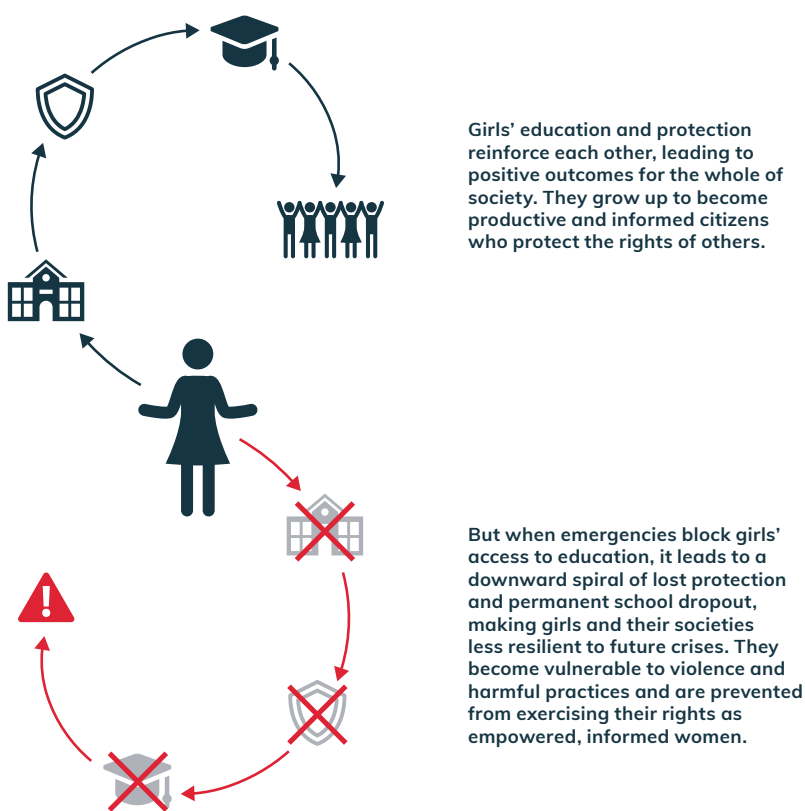 Girls’ education and protection
reinforce each other, leading to
positive outcomes for the whole of
society. They grow up to become
productive and informed citizens
who protect the rights of others.
But when emergencies block girls’
access to education, it leads to a
downward spiral of lost protection
and permanent school dropout,
making girls and their societies
less resilient to future crises. They
become vulnerable to violence and
harmful practices and are prevented
from exercising their rights as
empowered, informed women.